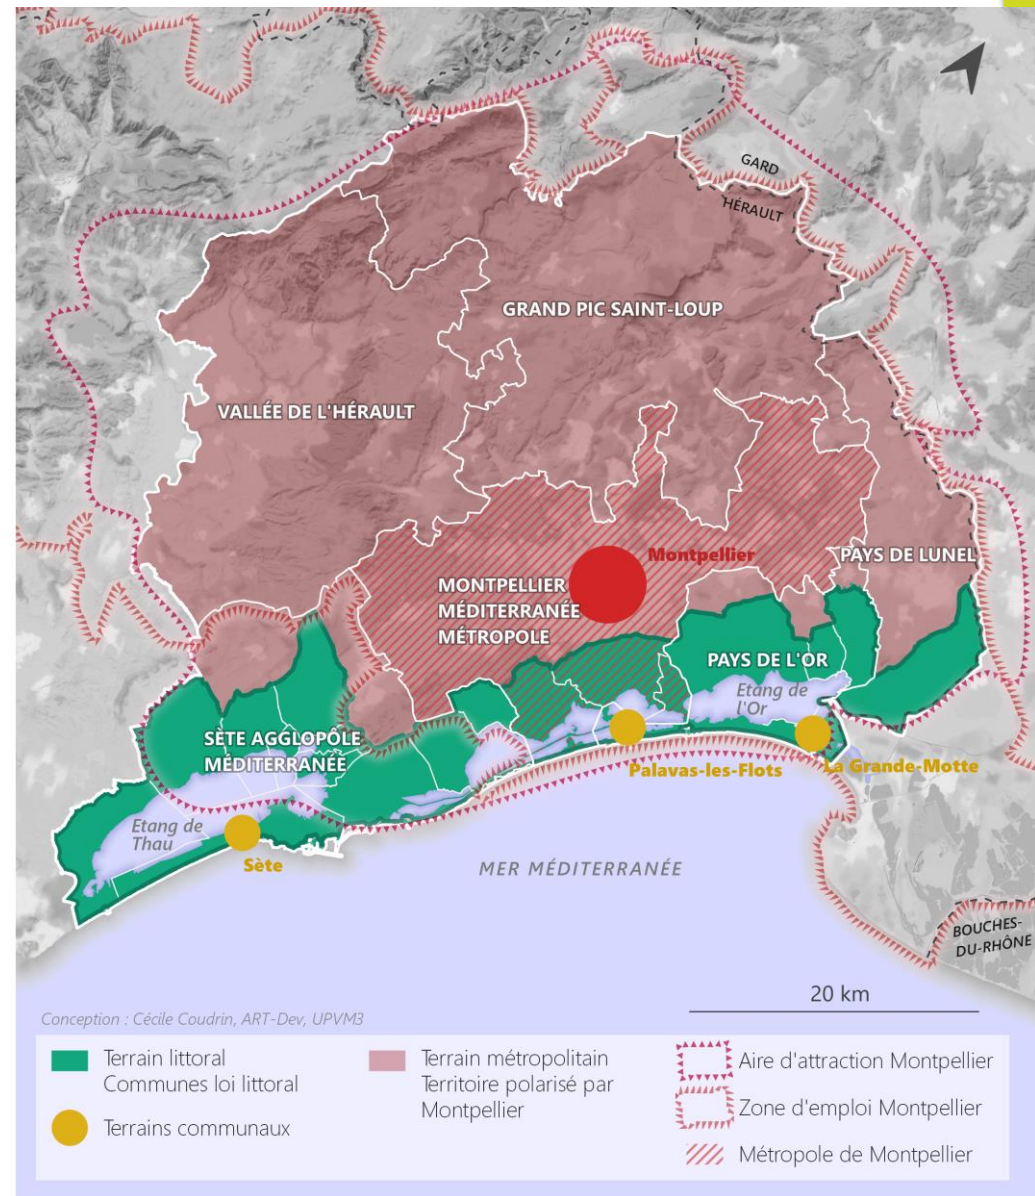 GARD
HÉRAULT
GRAND PIC SAINT-LOUP
VALLÉE DE L'HÉRAULT
Montpellier
PAYS DE LUNEL
MONTPELLIER
MÉDITERRANÉE
MÉTROPOLE
PAYS DE L'OR
Etang de
l'Or
SÈTE AGGLOPÔLE
MÉDITERRANÉE
Palavas-les-Flots
La Grande-Motte
Etang de
Thau
Sète
MER MÉDITERRANÉE
BOUCHES-
DU-RHÔNE
20 km
Conception : Cécile Coudrin, ART-Dev, UPVM3
Terrain littoral
Communes loi littoral
Terrains communaux
Terrain métropolitain
Territoire polarisé par
Montpellier
Aire d'attraction Montpellier
Zone d'emploi Montpellier
Métropole de Montpellier